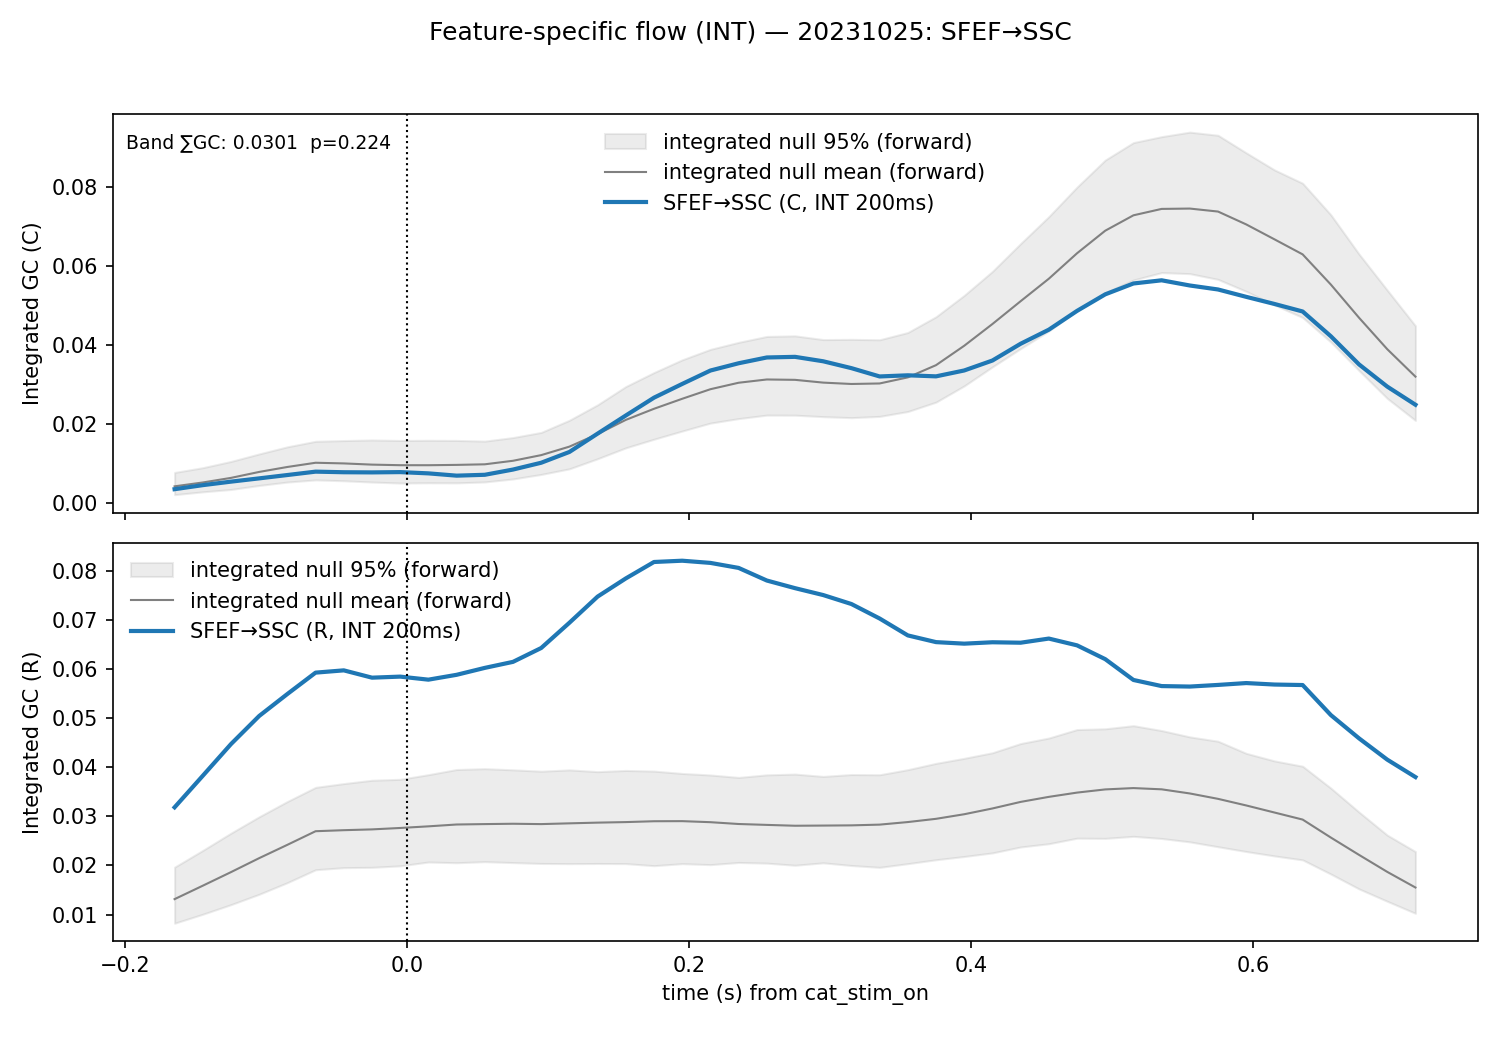 Feature-specific flow (INT) — 20231025: SFEF→SSC
Band ∑GC: 0.0301  p=0.224
integrated null 95% (forward)
integrated null mean (forward)
SFEF→SSC (C, INT 200ms)
Integrated GC (C)
0.08
0.06
0.04
0.02
0.00
integrated null 95% (forward)
integrated null mean (forward)
SFEF→SSC (R, INT 200ms)
Integrated GC (R)
0.08
0.07
0.06
0.05
0.04
0.03
0.02
0.01
−0.2
0.0
0.2
0.4
0.6
time (s) from cat_stim_on